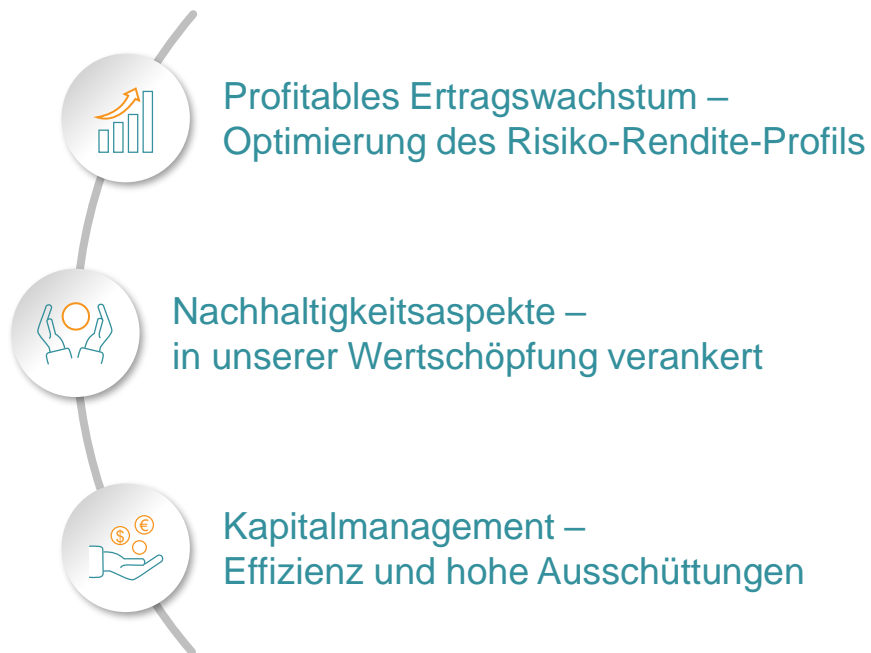 Profitables Ertragswachstum –
Optimierung des Risiko-Rendite-Profils
Nachhaltigkeitsaspekte –
in unserer Wertschöpfung verankert
$ €
Kapitalmanagement –
Effizienz und hohe Ausschüttungen